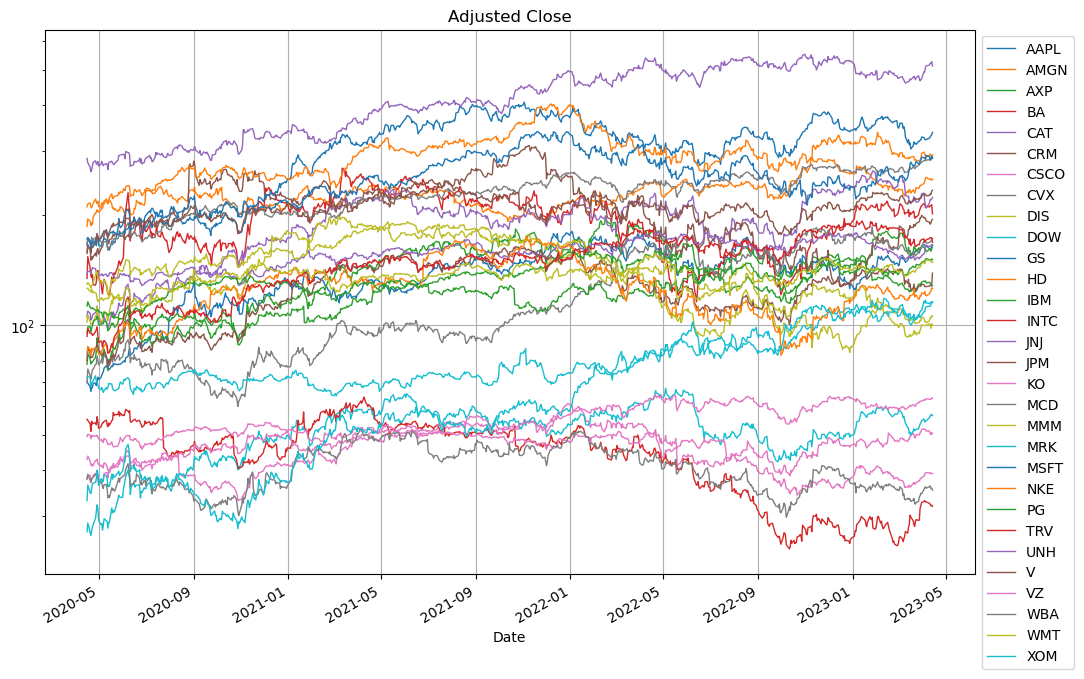 Adjusted Close
10²
2020-05
2020-09
2021-01
2021-05
2021-09
2022-01
2022-05
2022-09
2023-01
2023-05
Date
AAPL
AMGN
AXP
BA
CAT
CRM
CSCO
CVX
DIS
DOW
GS
HD
IBM
INTC
JNJ
JPM
KO
MCD
MMM
MRK
MSFT
NKE
PG
TRV
UNH
V
VZ
WBA
WMT
XOM